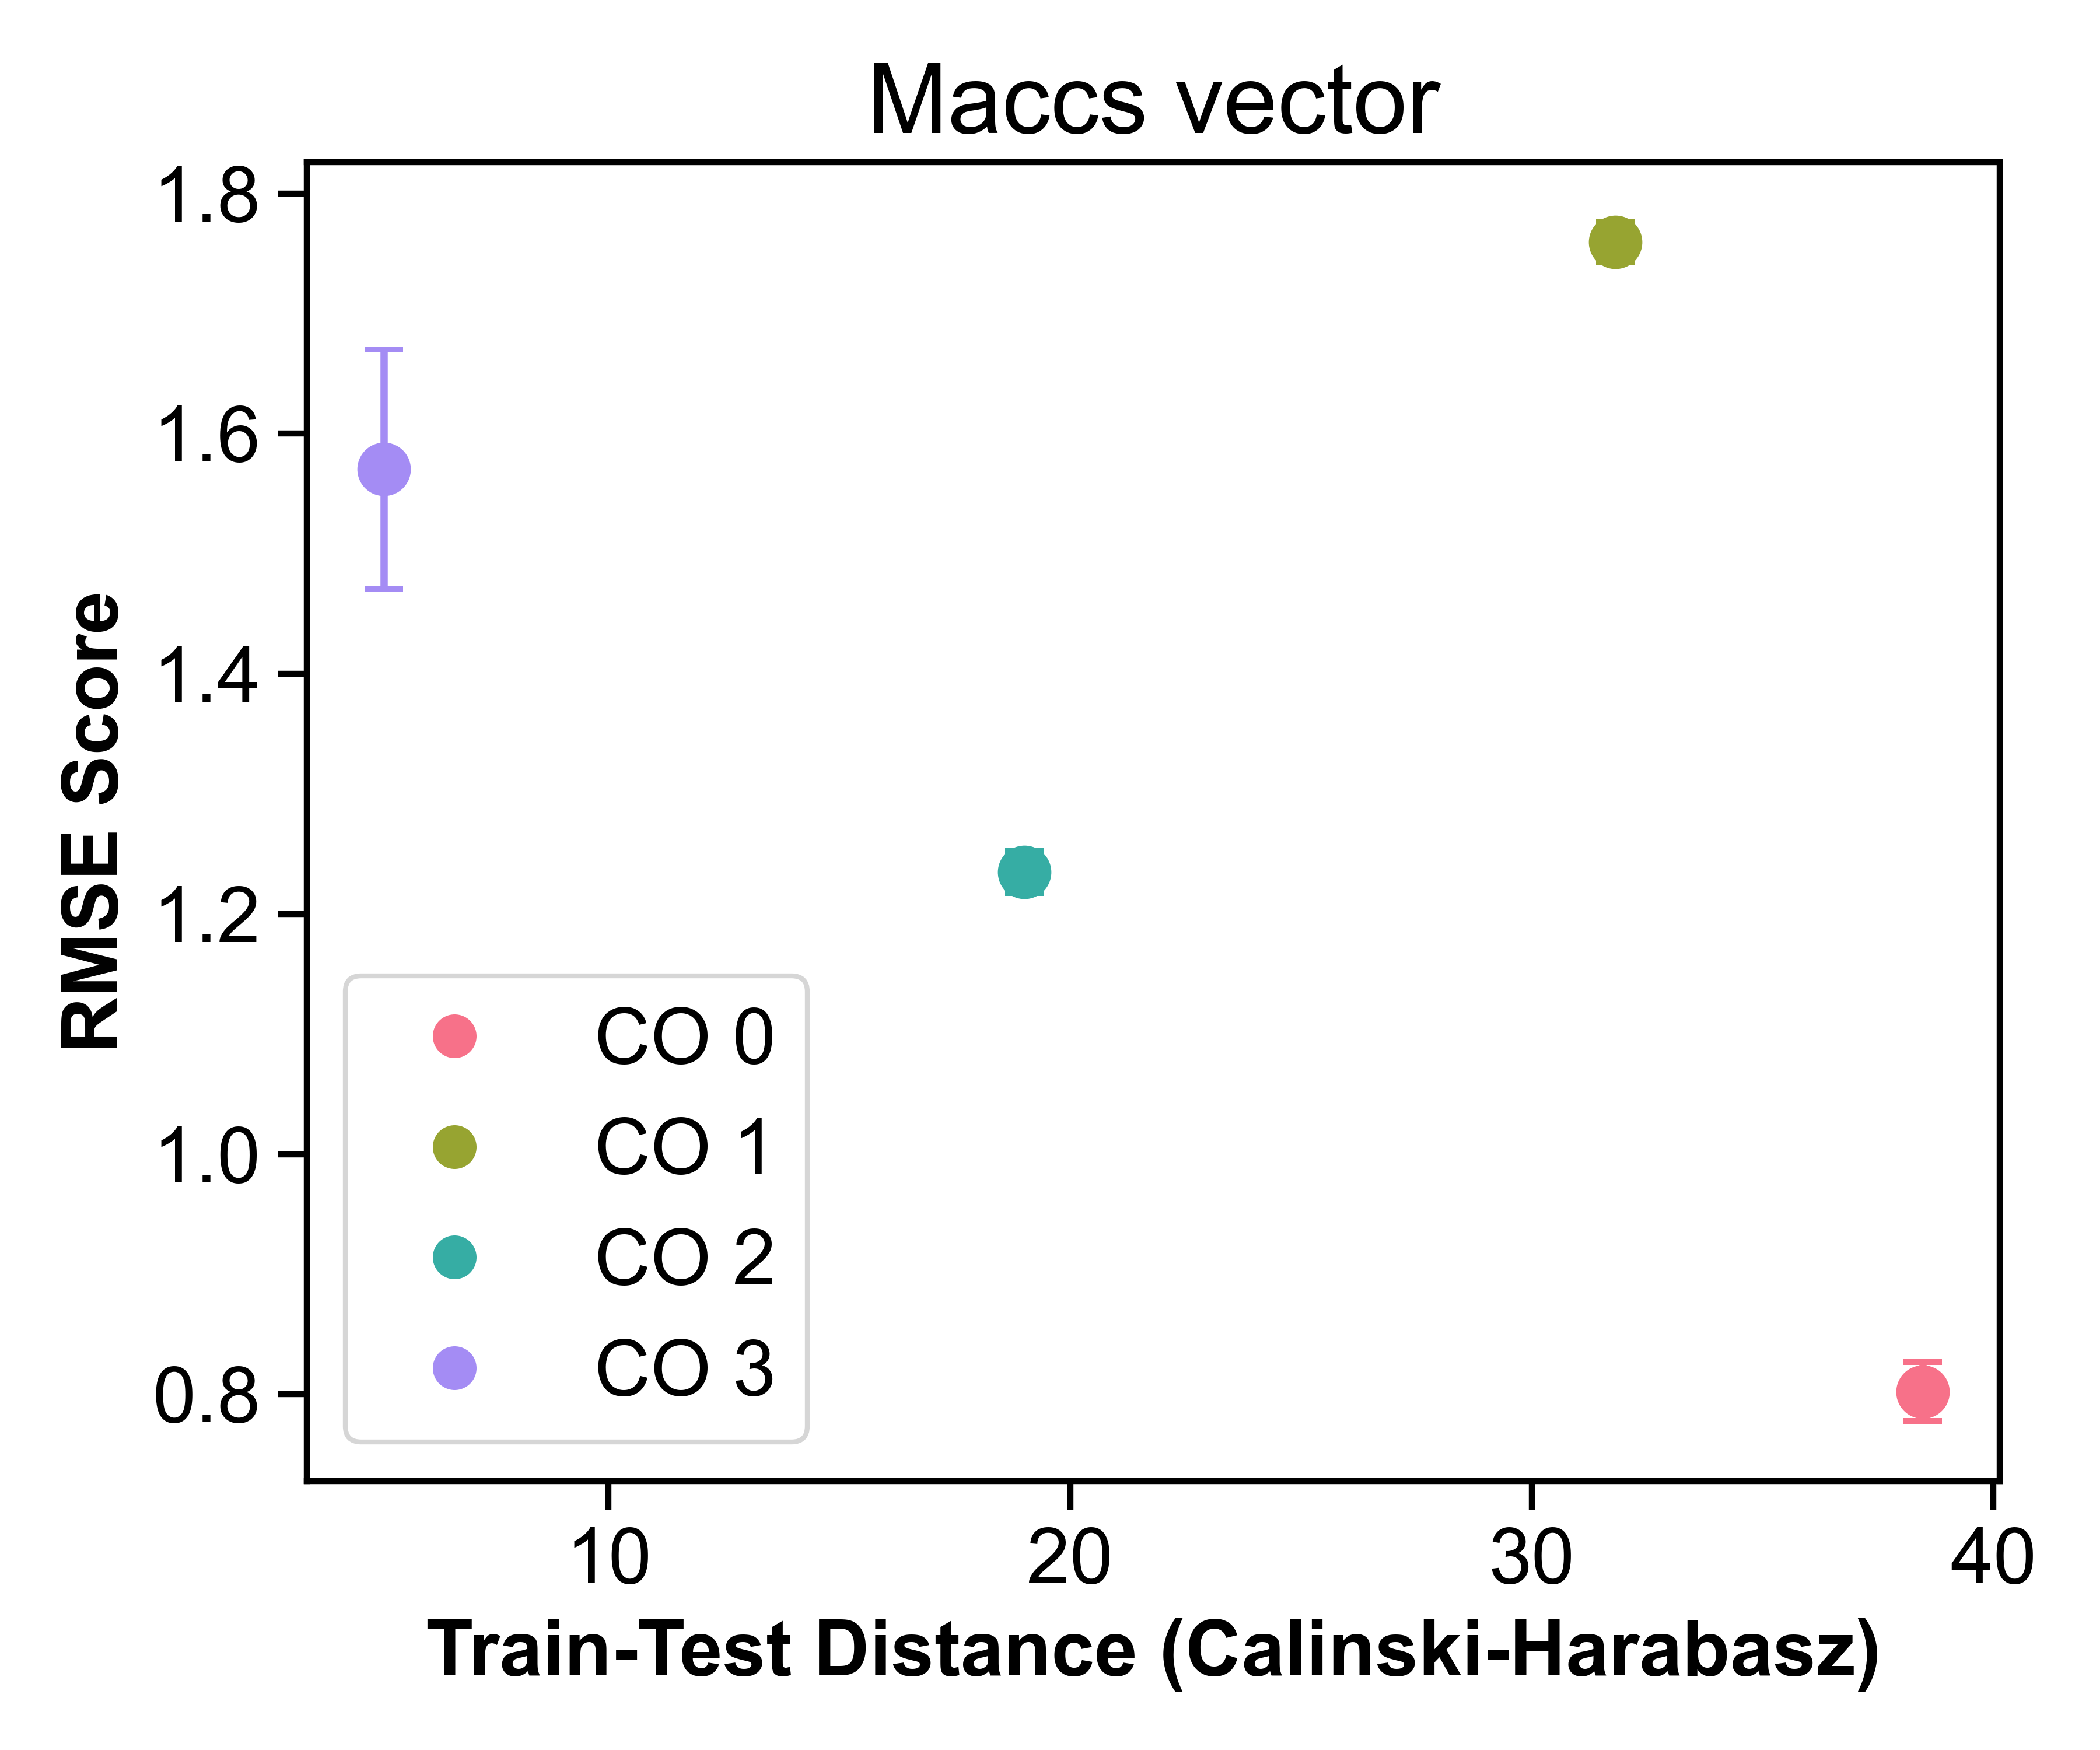 Maccs vector
1.8
1.6
1.4
1.2
1.0
0.8
RMSE Score
CO 0
CO 1
CO 2
CO 3
10 20 30 40
Train-Test Distance (Calinski-Harabasz)